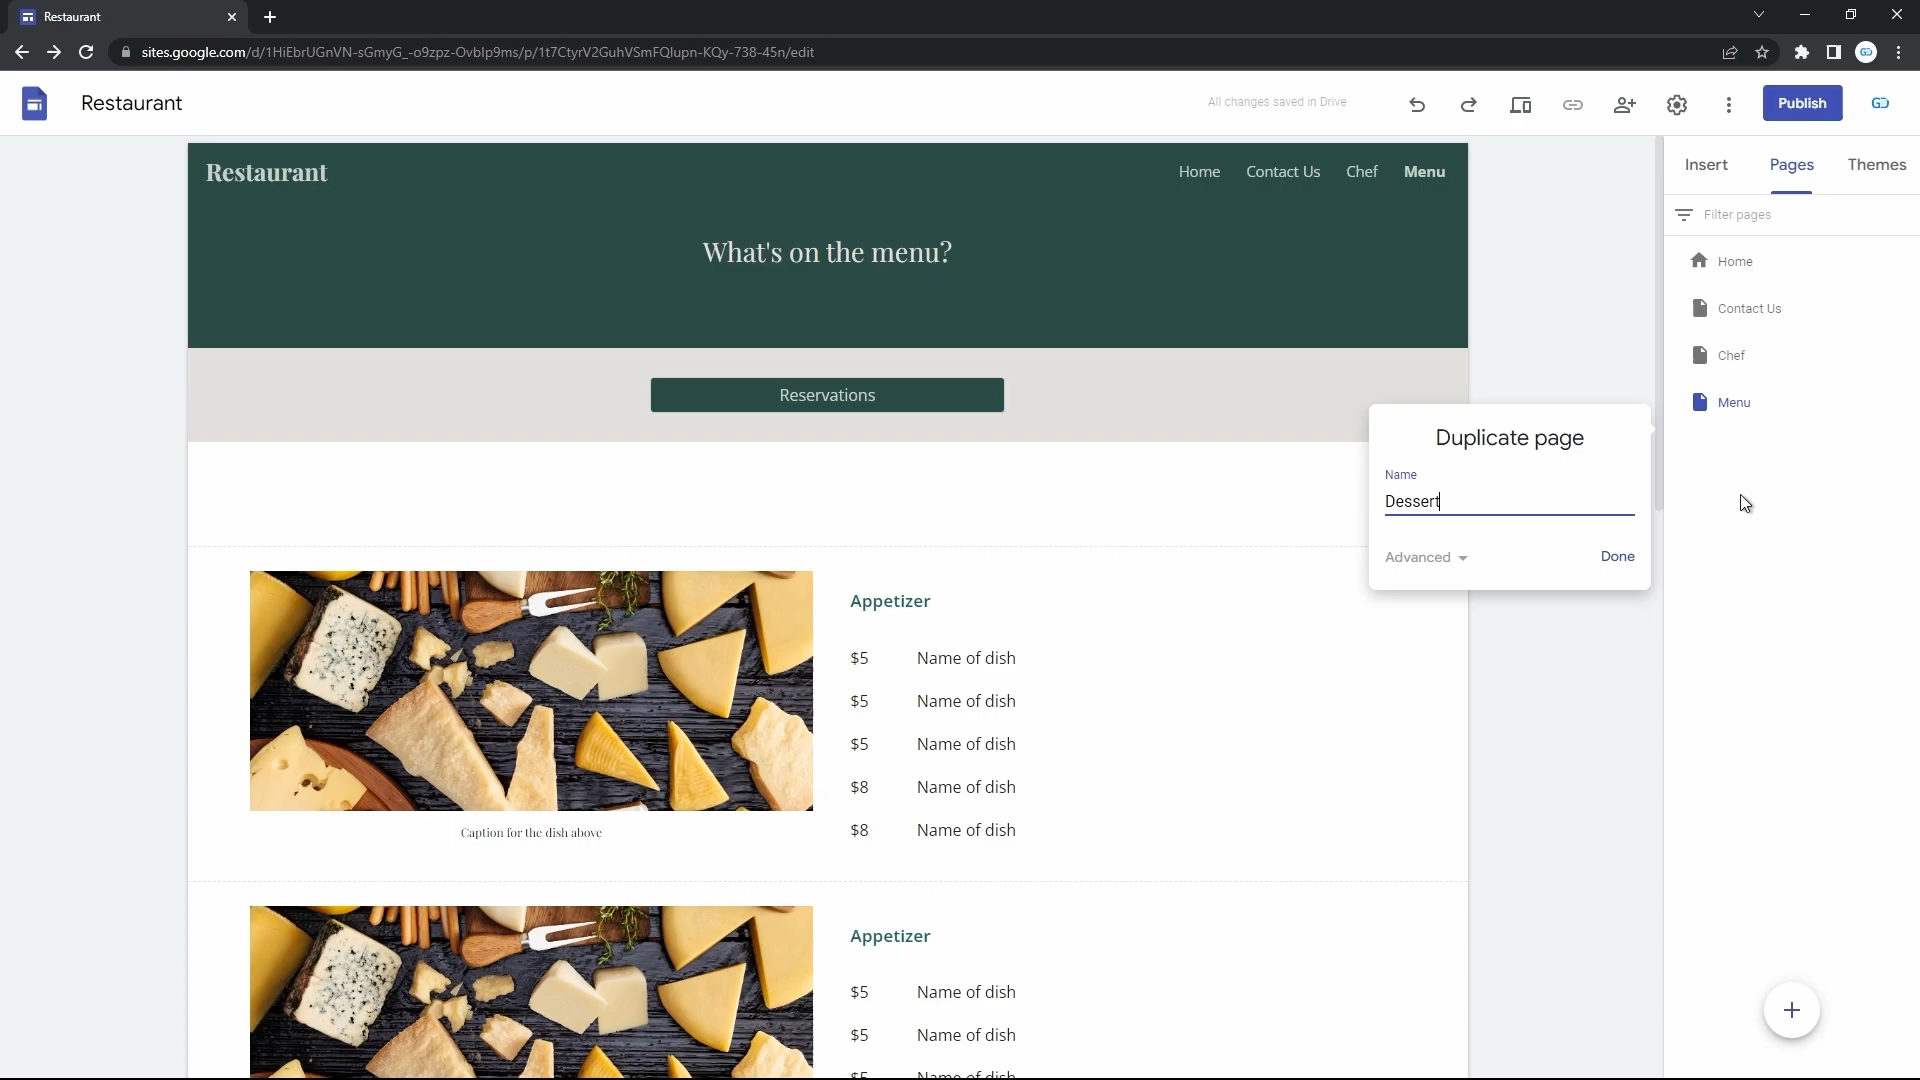 Restaurant
sites.google.com/d/1HiEbrUGnVN-sGmyG_-o9zpz-OvbIp9ms/p/1t7CtyrV2GuhVSmFQlupn-KQy-738-45n/edit
Restaurant
All changes saved in Drive
Publish
Restaurant
Home Contact Us Chef Menu
What's on the menu?
Reservations
Insert Pages Themes
Filter pages
Home
Contact Us
Chef
Menu
Duplicate page
Name
Dessert
Advanced
Done
Appetizer
$5 Name of dish
$5 Name of dish
$5 Name of dish
$8 Name of dish
$8 Name of dish
Caption for the dish above
Appetizer
$5 Name of dish
$5 Name of dish
$5 Name of dish